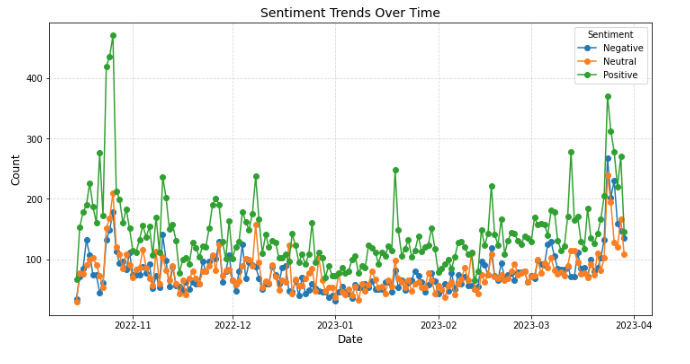 Sentiment Trends Over Time
Sentiment
Negative
Neutral
Positive
Count
400
300
200
100
2022-11 2022-12 2023-01 2023-02 2023-03 2023-04
Date